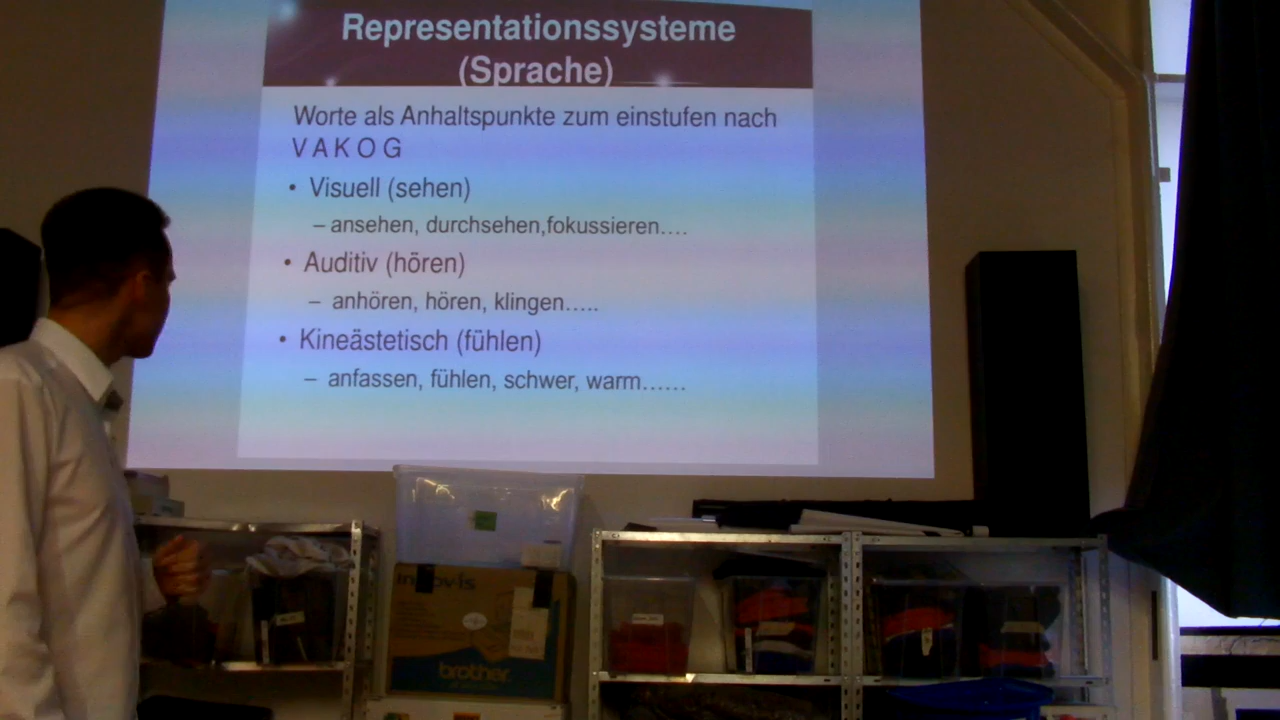 Representationssysteme
(Sprache)
Worte als Anhaltspunkte zum einstufen nach
V A K O G
• Visuell (sehen)
– ansehen, durchsehen,fokussieren….
• Auditiv (hören)
– anhören, hören, klingen…..
• Kineästetisch (fühlen)
– anfassen, fühlen, schwer, warm……
brother